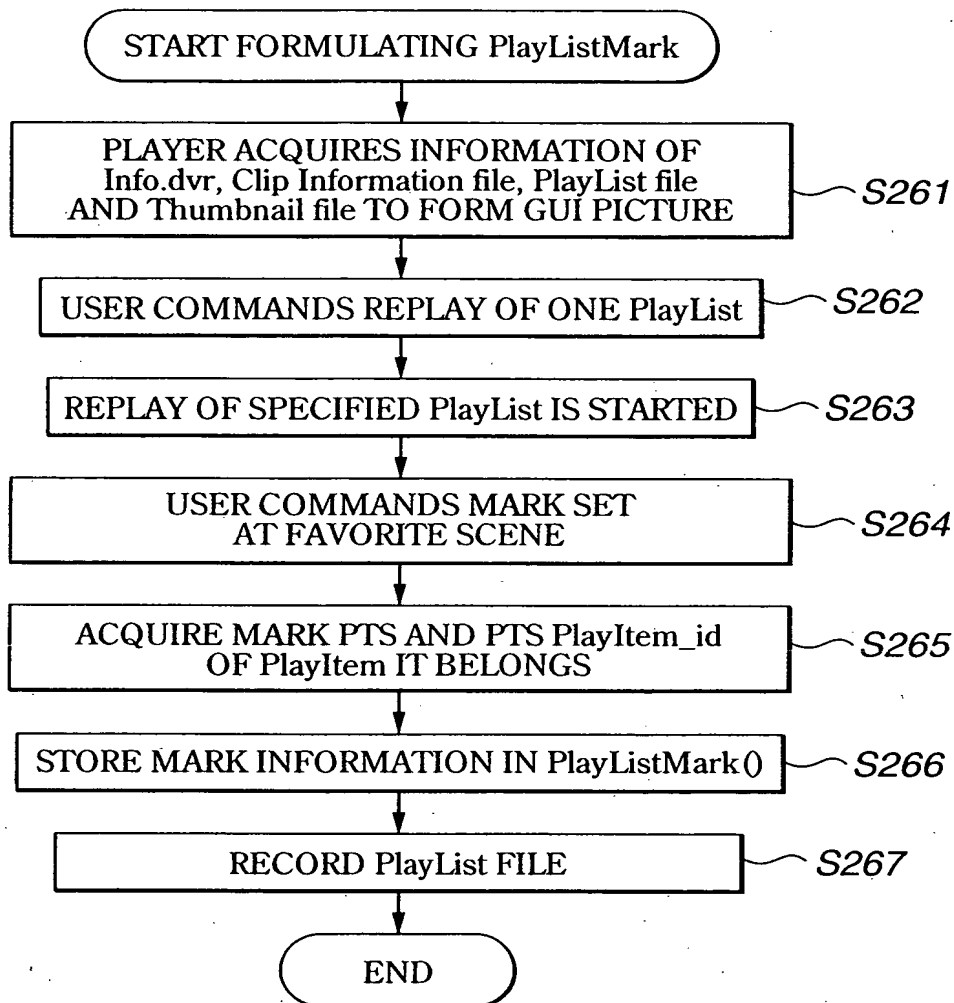 START FORMULATING PlayListMark
PLAYER ACQUIRES INFORMATION OF
Info.dvr, Clip Information file, PlayList file
AND Thumbnail file TO FORM GUI PICTURE
S261
USER COMMANDS REPLAY OF ONE PlayList
S262
REPLAY OF SPECIFIED PlayList IS STARTED
S263
USER COMMANDS MARK SET
AT FAVORITE SCENE
S264
ACQUIRE MARK PTS AND PTS PlayItem_id
OF PlayItem IT BELONGS
S265
STORE MARK INFORMATION IN PlayListMark()
S266
RECORD PlayList FILE
S267
END